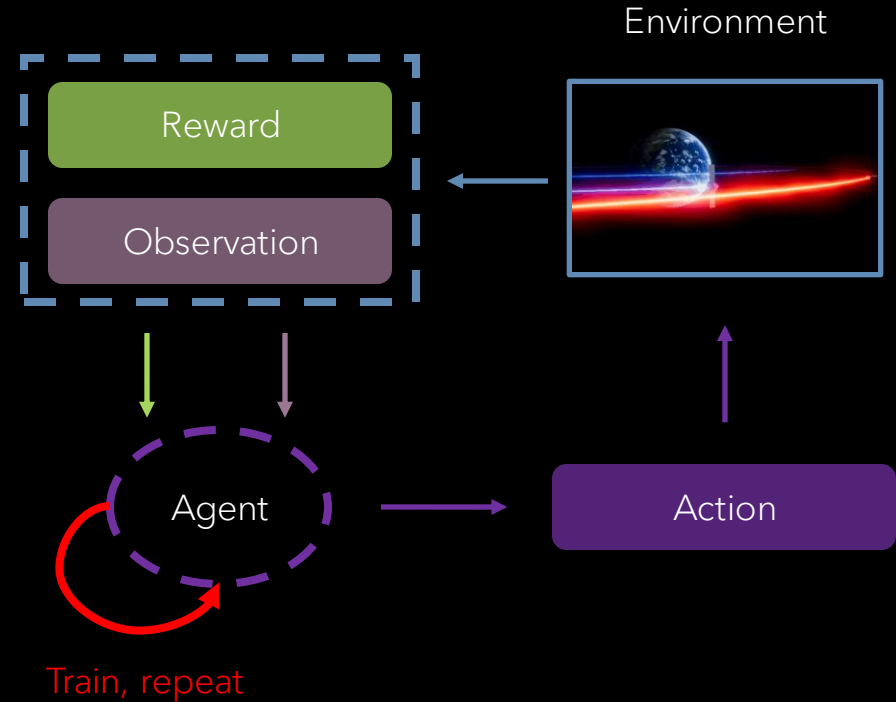 Environment
Reward
Observation
Agent
Action
Train, repeat